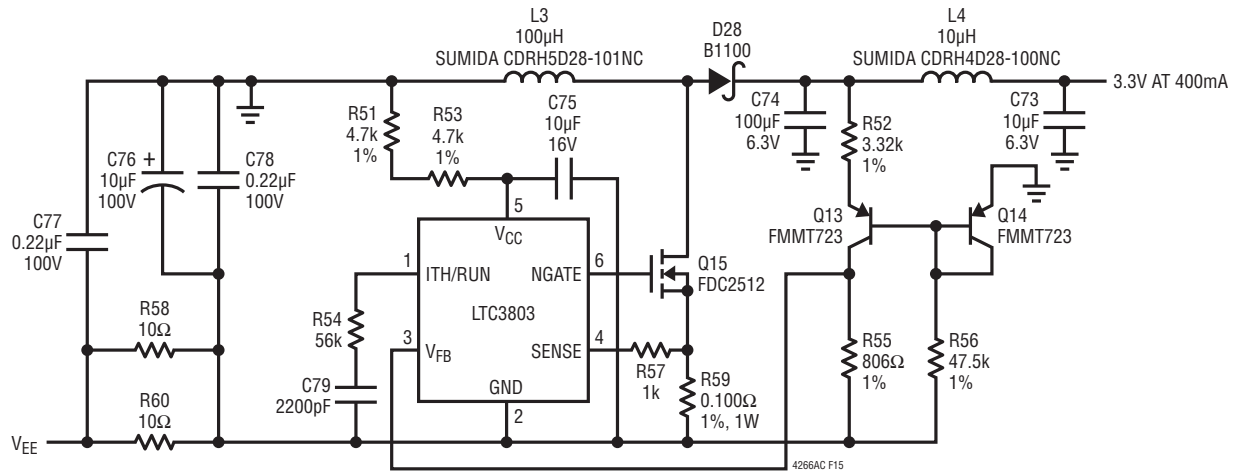 L3
100µH
SUMIDA CDRH5D28-101NC
D28
B1100
L4
10µH
SUMIDA CDRH4D28-100NC
3.3V AT 400mA
R51
4.7k
1%
R53
4.7k
1%
C75
10µF
16V
C74
100µF
6.3V
R52
3.32k
1%
C73
10µF
6.3V
C76
10µF
100V
+
C78
0.22µF
100V
C77
0.22µF
100V
5
VCC
Q13
FMMT723
Q14
FMMT723
1
ITH/RUN
NGATE
6
Q15
FDC2512
LTC3803
R54
56k
3
VFB
SENSE
4
R58
10Ω
R57
1k
R55
806Ω
1%
R56
47.5k
1%
C79
2200pF
GND
2
R59
0.100Ω
1%, 1W
R60
10Ω
VEE
4266AC F15